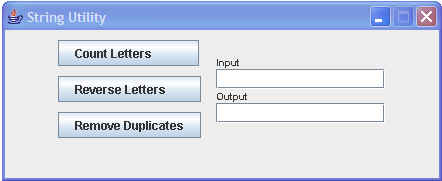 String Utility
Count Letters
Reverse Letters
Remove Duplicates
Input
Output